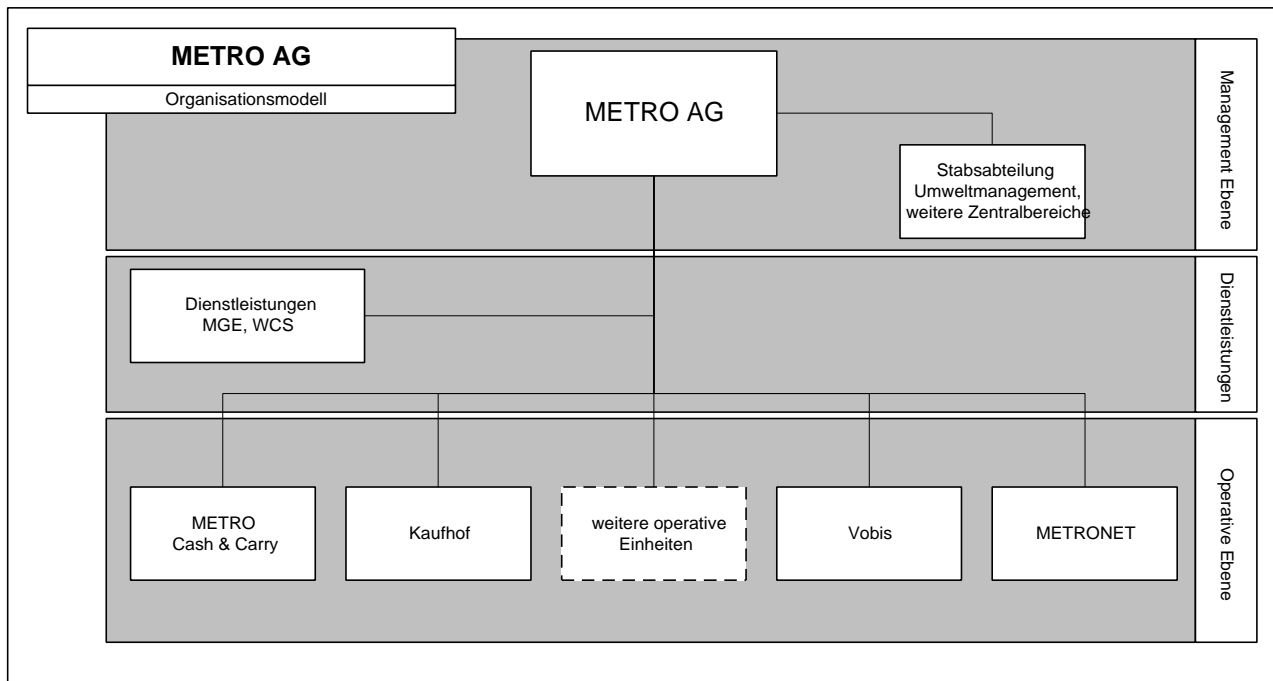 METRO AG
Organisationsmodell
METRO AG
Stabsabteilung
Umweltmanagement,
weitere Zentralbereiche
Management Ebene
Dienstleistungen
MGE, WCS
Dienstleistungen
METRO
Cash & Carry
Kaufhof
weitere operative
Einheiten
Vobis
METRONET
Operative Ebene